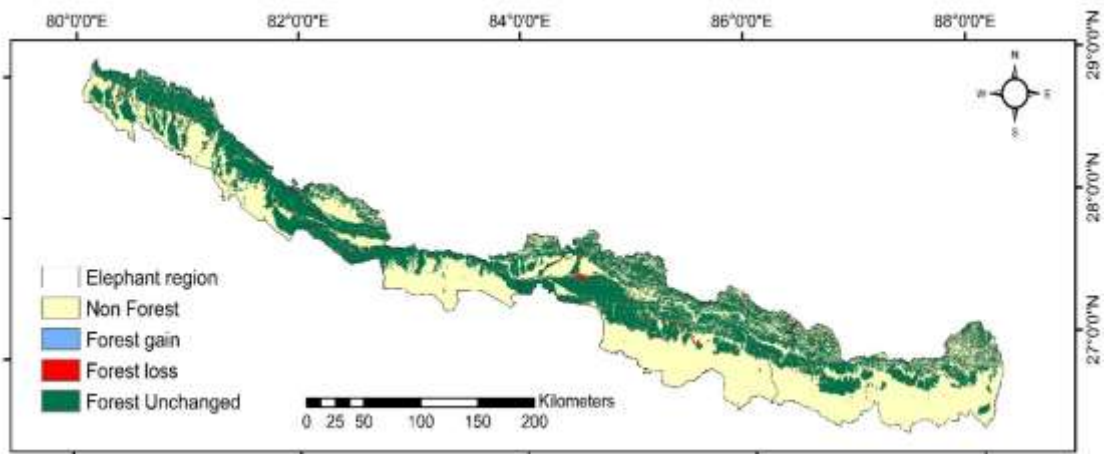 80°0'0"E 82°0'0"E 84°0'0"E 86°0'0"E 88°0'0"E
29°0'0"N
N
W E
S
28°0'0"N
27°0'0"N
Elephant region
Non Forest
Forest gain
Forest loss
Forest Unchanged
Kilometers
0 25 50 100 150 200